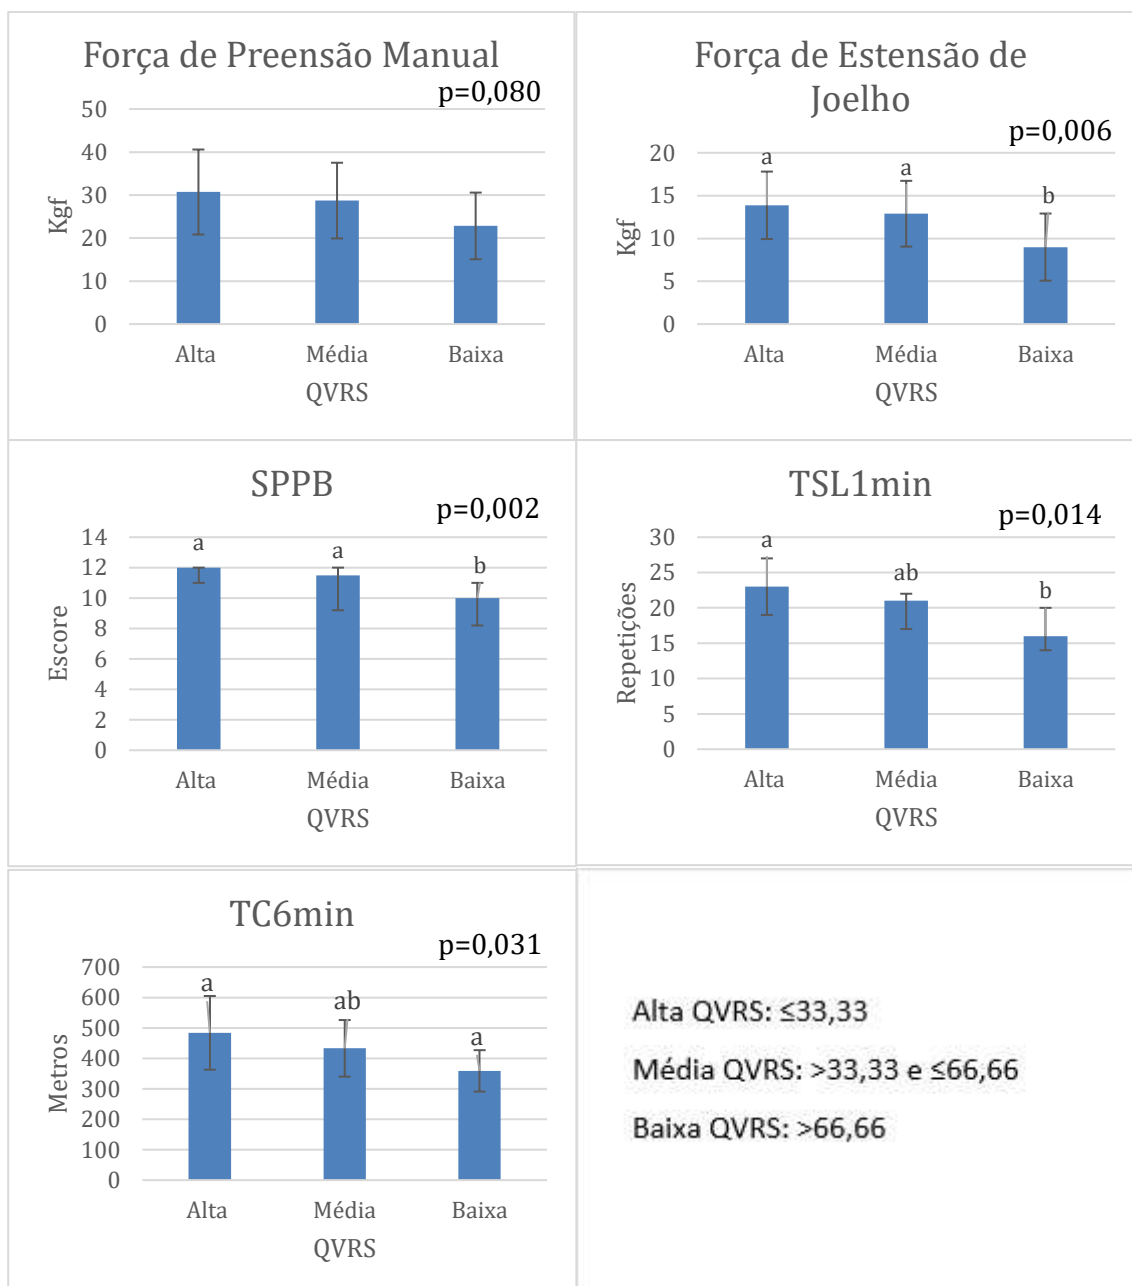 Força de Preensão Manual
p=0,080
50
40
30
20
10
0
Kgf
Alta Média Baixa
QVRS
Força de Estensão de
Joelho
p=0,006
20
15
10
5
0
Kgf
a a b
Alta Média Baixa
QVRS
SPPB
p=0,002
14
12
10
8
6
4
2
0
Escore
a a b
Alta Média Baixa
QVRS
TSL1min
p=0,014
30
25
20
15
10
5
0
Repetições
a ab b
Alta Média Baixa
QVRS
TC6min
p=0,031
700
600
500
400
300
200
100
0
Metros
a ab a
Alta Média Baixa
QVRS
Alta QVRS: ≤33,33
Média QVRS: >33,33 e ≤66,66
Baixa QVRS: >66,66